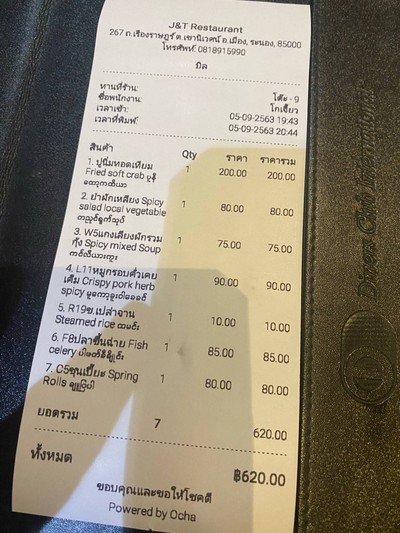 J&T Restaurant
267 ถ.เรืองราษฎร์ ต.เขานิเวศน์ อ.เมือง, ระนอง, 85000
โทรศัพท์: 0818915990
บิล
ทานที่ร้าน: โต๊ะ - 9
ชื่อพนักงาน: โกเขี้ยว
เวลาเข้า: 05-09-2563 19:43
เวลาที่พิมพ์: 05-09-2563 20:44
สินค้า Qty ราคา ราคารวม
1. ปูนิ่มทอดเทียม 1 200.00 200.00
Fried soft crab
2. ยำผักเหลียง Spicy 1 80.00 80.00
salad local vegetable
3. W5แกงเลียงผักรวม 1 75.00 75.00
กุ้ง Spicy mixed Soup
4. L11หมูกรอบคั่วเคย 1 90.00 90.00
เค็ม Crispy pork herb
spicy
5. R19ข.เปล่าจาน 1 10.00 10.00
Steamed rice
6. F8ปลาขึ้นฉ่าย Fish 1 85.00 85.00
celery
7. C5ชุนเปี๊ยะ Spring 1 80.00 80.00
Rolls
ยอดรวม 7 620.00
ทั้งหมด ฿620.00
ขอบคุณและขอให้โชคดี
Powered by Ocha
Diners Club International